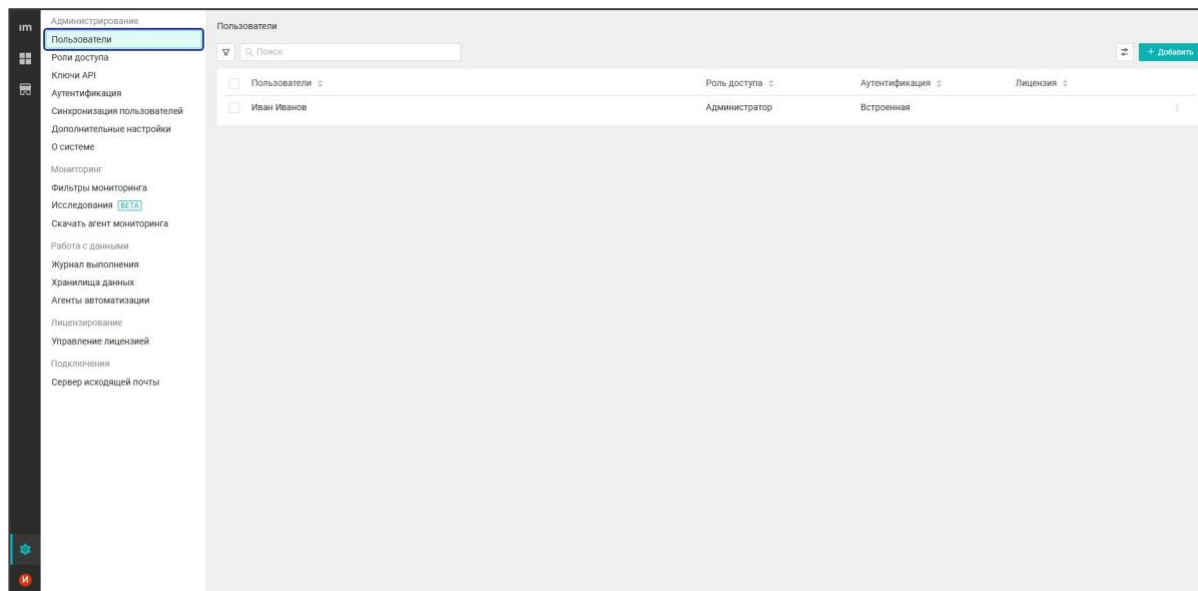 im
Администрирование
Пользователи
Роли доступа
Ключи API
Аутентификация
Синхронизация пользователей
Дополнительные настройки
О системе
Мониторинг
Фильтры мониторинга
Исследования BETA
Скачать агент мониторинга
Работа с данными
Журнал выполнения
Хранилища данных
Агенты автоматизации
Лицензирование
Управление лицензией
Подключения
Сервер исходящей почты
И
Пользователи
Поиск
+ Добавить
Пользователи Роль доступа Аутентификация Лицензия
Иван Иванов Администратор Встроенная